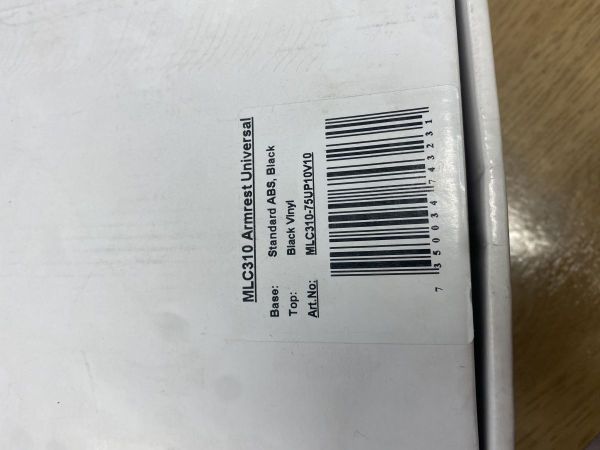 MLC310 Armrest Universal
Base: Standard ABS, Black
Top: Black Vinyl
Art.No: MLC310-75UP10V10
7 350034 743231